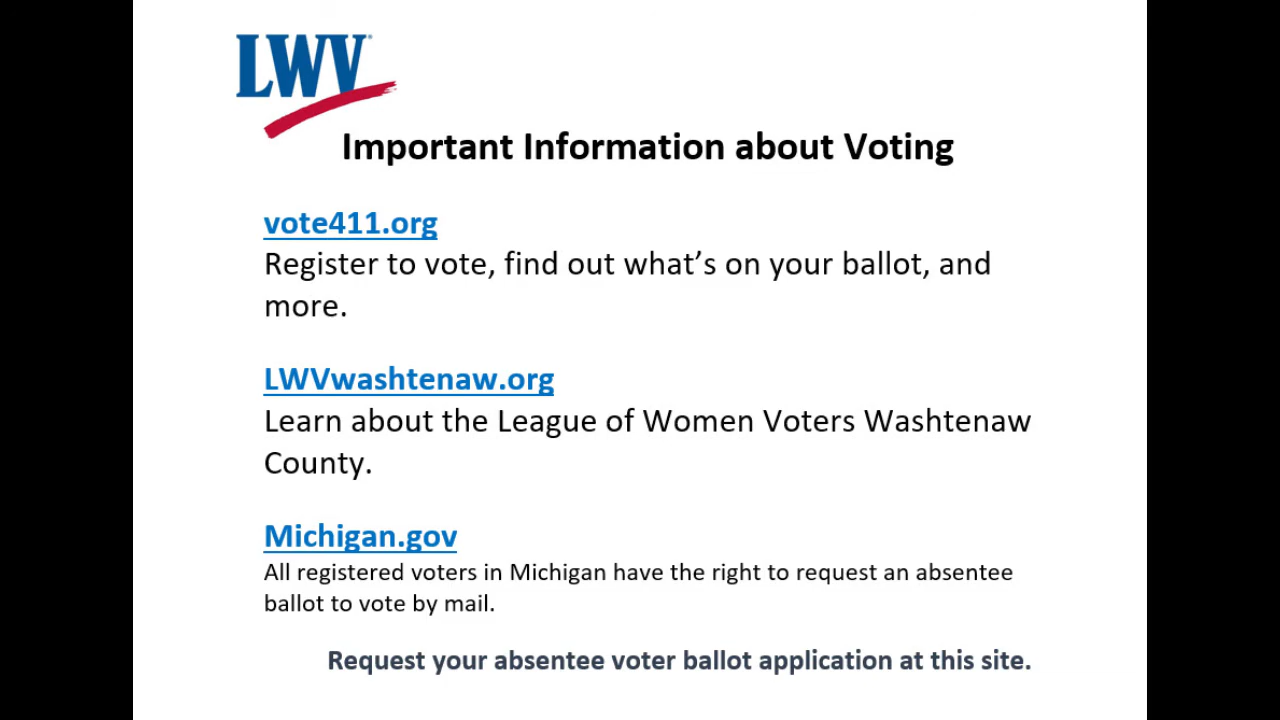 LWV
Important Information about Voting
vote411.org
Register to vote, find out what’s on your ballot, and
more.
LWVwashtenaw.org
Learn about the League of Women Voters Washtenaw
County.
Michigan.gov
All registered voters in Michigan have the right to request an absentee
ballot to vote by mail.
Request your absentee voter ballot application at this site.